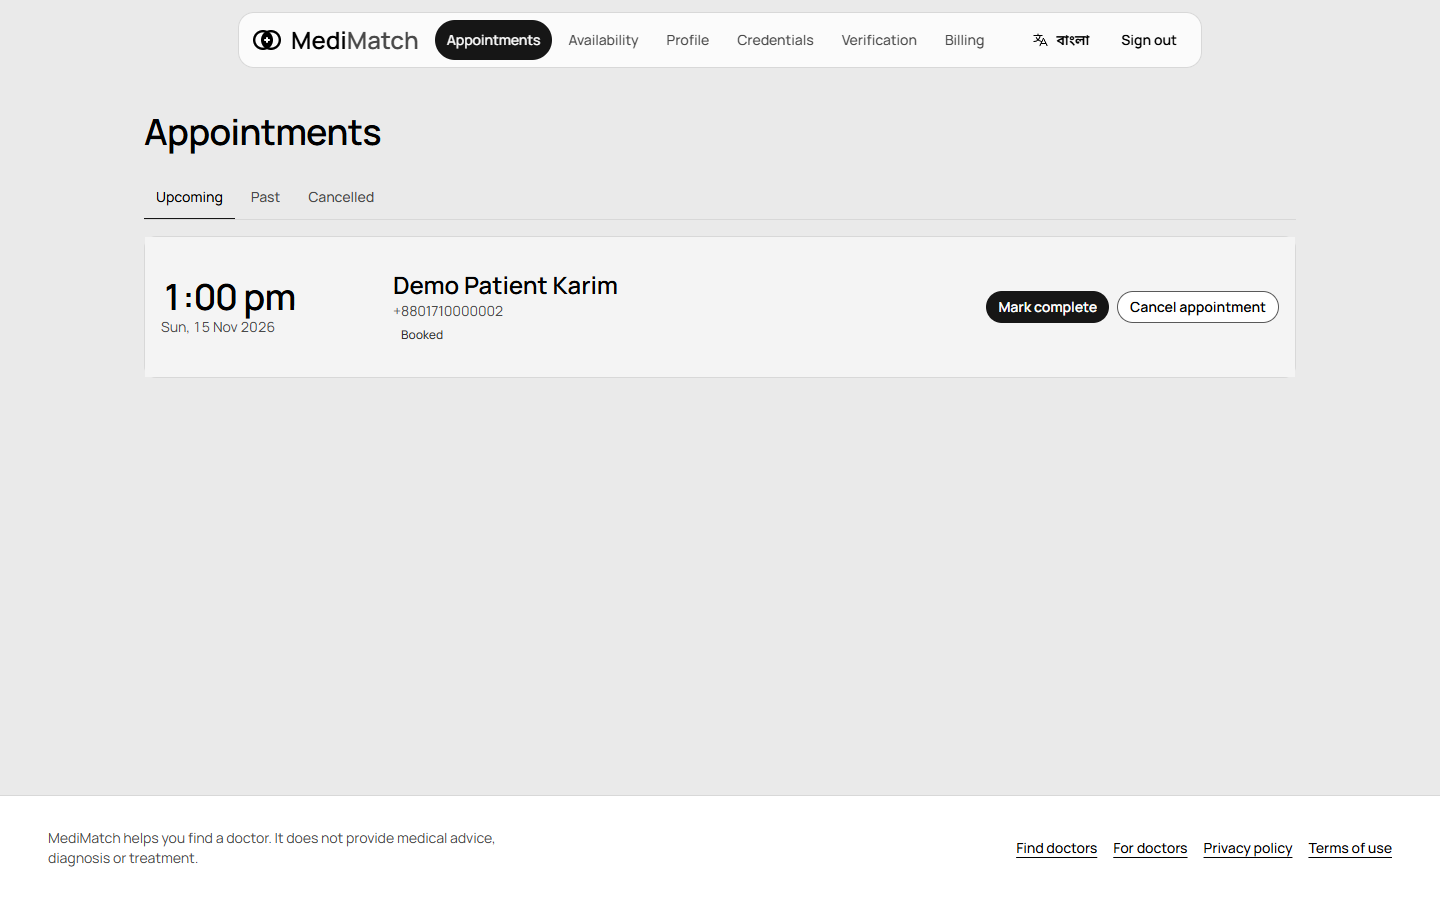 MediMatch Appointments Availability Profile Credentials Verification Billing বাংলা Sign out
Appointments
Upcoming Past Cancelled
1:00 pm
Sun, 15 Nov 2026
Demo Patient Karim
+8801710000002
Booked
Mark complete Cancel appointment
MediMatch helps you find a doctor. It does not provide medical advice,
diagnosis or treatment.
Find doctors For doctors Privacy policy Terms of use